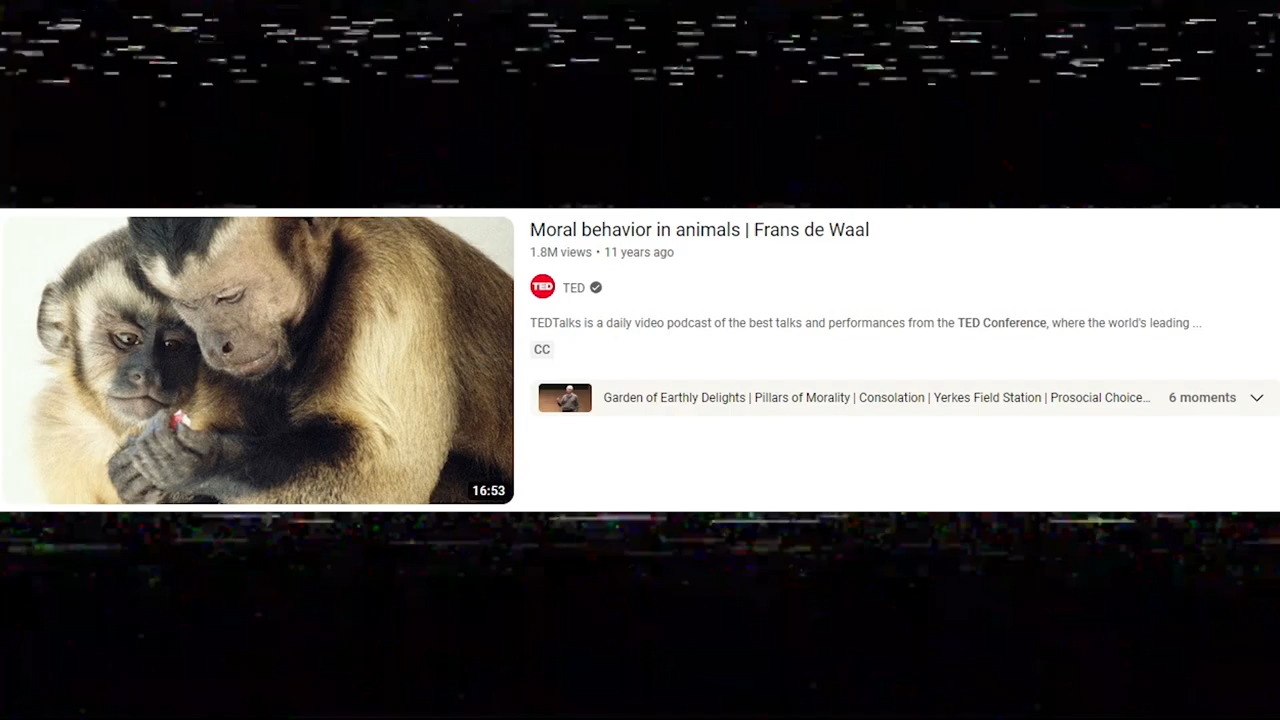 Moral behavior in animals | Frans de Waal
1.8M views • 11 years ago
TED TED
TEDTalks is a daily video podcast of the best talks and performances from the TED Conference, where the world's leading ...
CC
Garden of Earthly Delights | Pillars of Morality | Consolation | Yerkes Field Station | Prosocial Choice... 6 moments
16:53